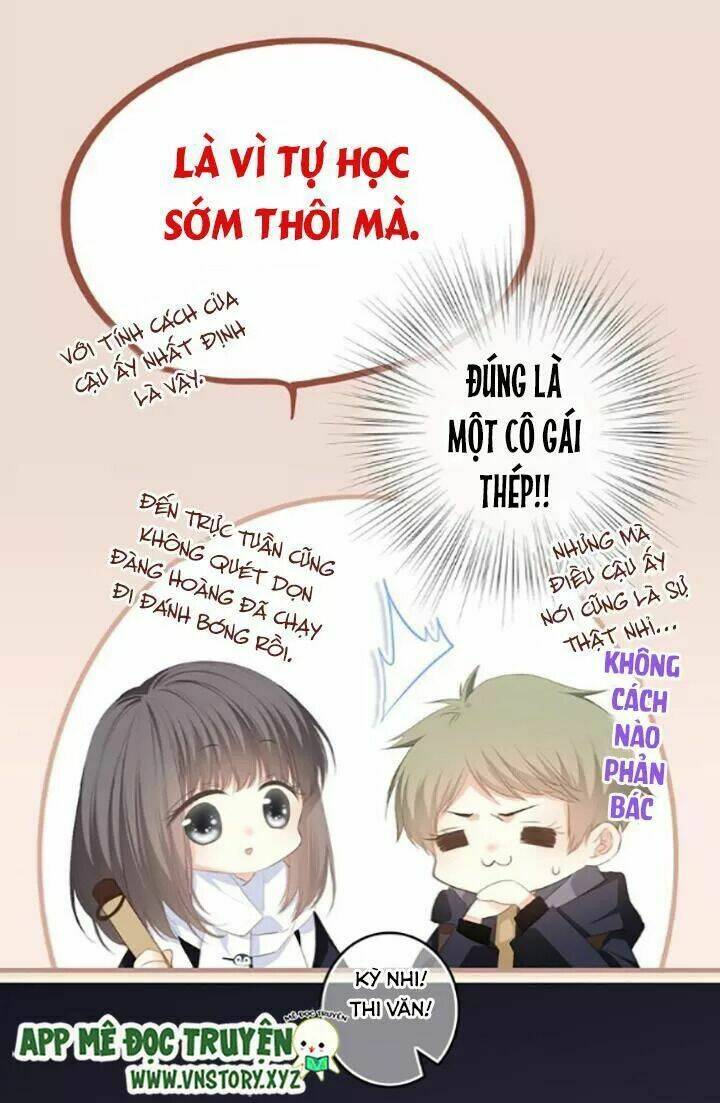 LÀ VÌ TỰ HỌC
SỚM THÔI MÀ.
VỚI TÍNH CÁCH CỦA
CẬU ẤY NHẤT ĐỊNH
LÀ VẬY.
ĐÚNG LÀ
MỘT CÔ GÁI
THÉP!!
ĐẾN TRỰC TUẦN CŨNG
KHÔNG QUÉT DỌN
ĐÀNG HOÀNG ĐÃ CHẠY
ĐI ĐÁNH BÓNG RỒI.
NHƯNG MÀ
ĐIỀU CẬU ẤY
NÓI CŨNG LÀ SỰ
THẬT NHỈ...
KHÔNG
CÁCH
NÀO
PHẢN
BÁC
KỲ NHI!
THI VĂN!
MÊ ĐỌC TRUYỆN
APP MÊ ĐỌC TRUYỆN
WWW.VNSTORY.XYZ